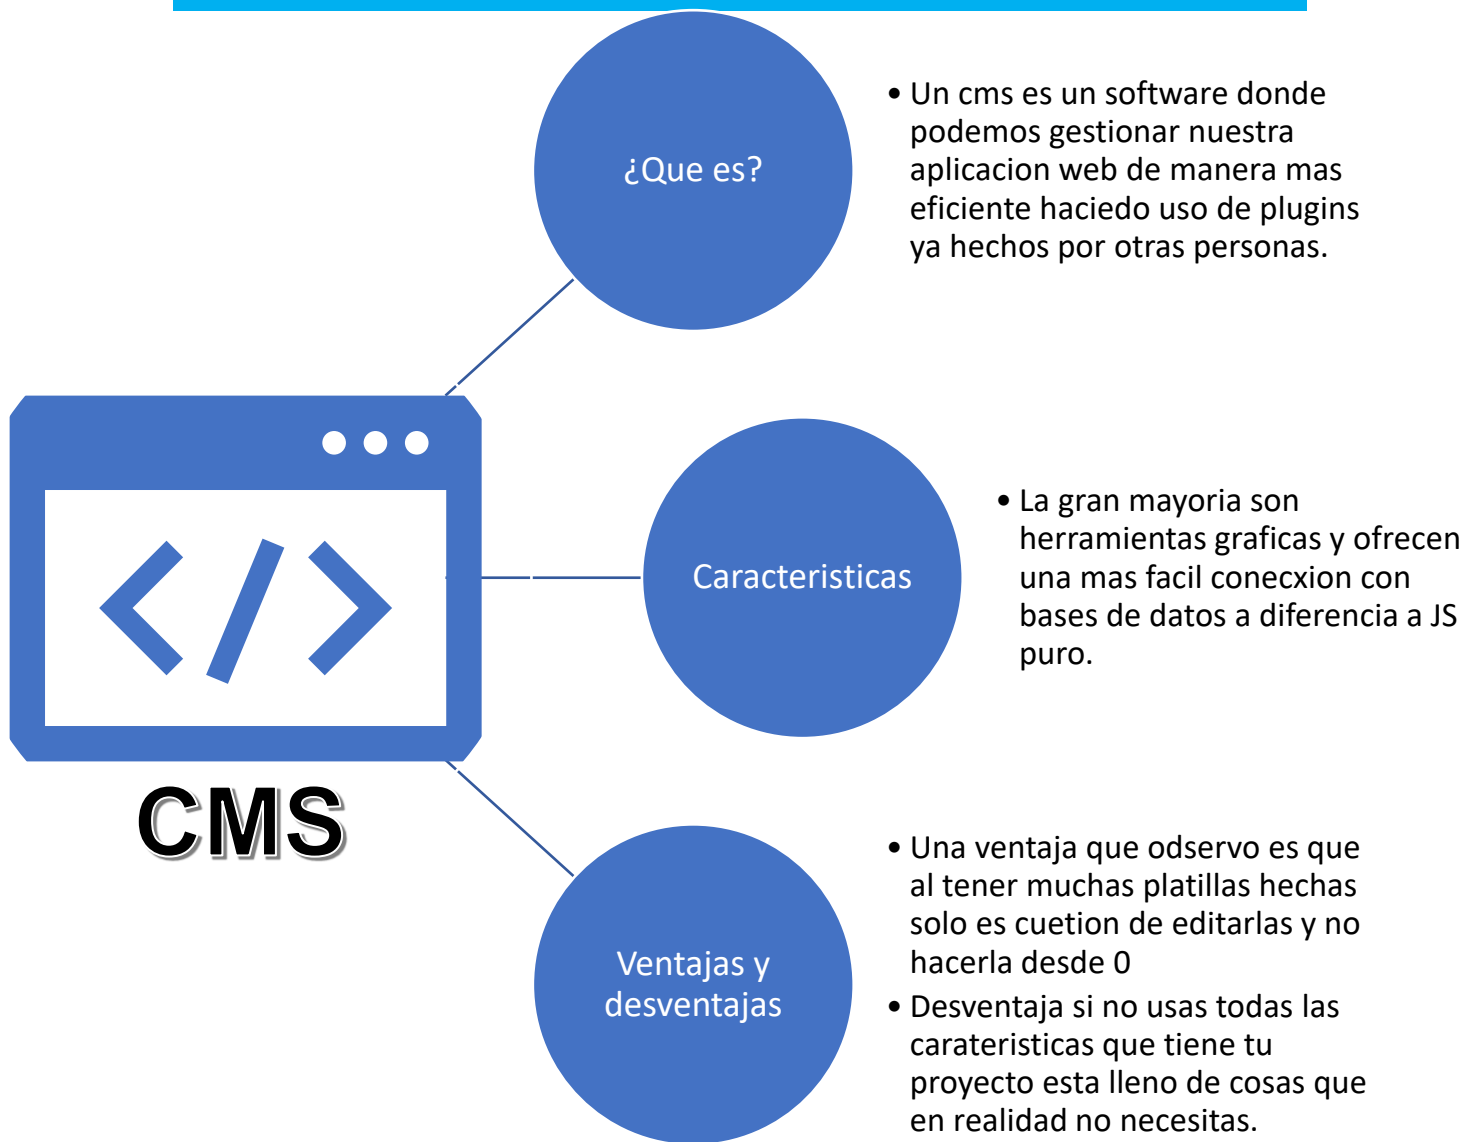 ¿Que es?
• Un cms es un software donde
podemos gestionar nuestra
aplicacion web de manera mas
eficiente haciedo uso de plugins
ya hechos por otras personas.
Caracteristicas
• La gran mayoria son
herramientas graficas y ofrecen
una mas facil conecxion con
bases de datos a diferencia a JS
puro.
</>
CMS
Ventajas y
desventajas
• Una ventaja que odservo es que
al tener muchas platillas hechas
solo es cuetion de editarlas y no
hacerla desde 0
• Desventaja si no usas todas las
carateristicas que tiene tu
proyecto esta lleno de cosas que
en realidad no necesitas.